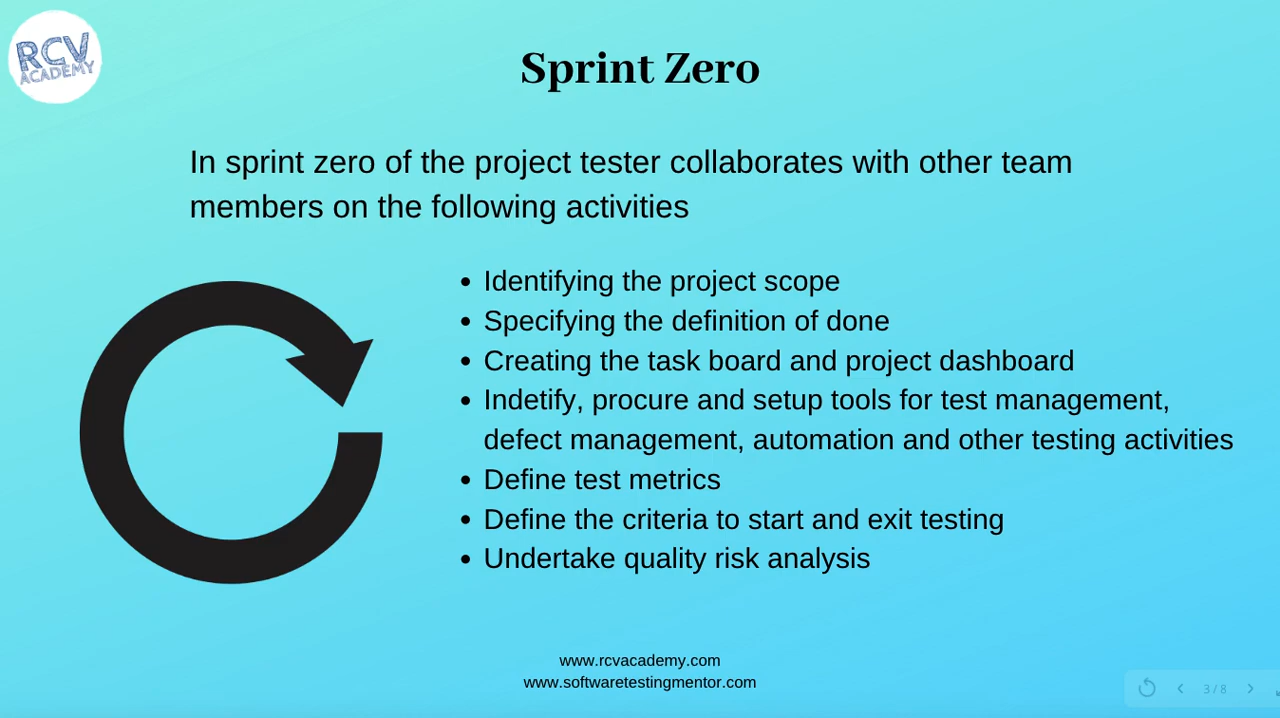 RCV
ACADEMY
Sprint Zero
In sprint zero of the project tester collaborates with other team
members on the following activities
• Identifying the project scope
• Specifying the definition of done
• Creating the task board and project dashboard
• Indetify, procure and setup tools for test management,
defect management, automation and other testing activities
• Define test metrics
• Define the criteria to start and exit testing
• Undertake quality risk analysis
www.rcvacademy.com
www.softwaretestingmentor.com
3 / 8